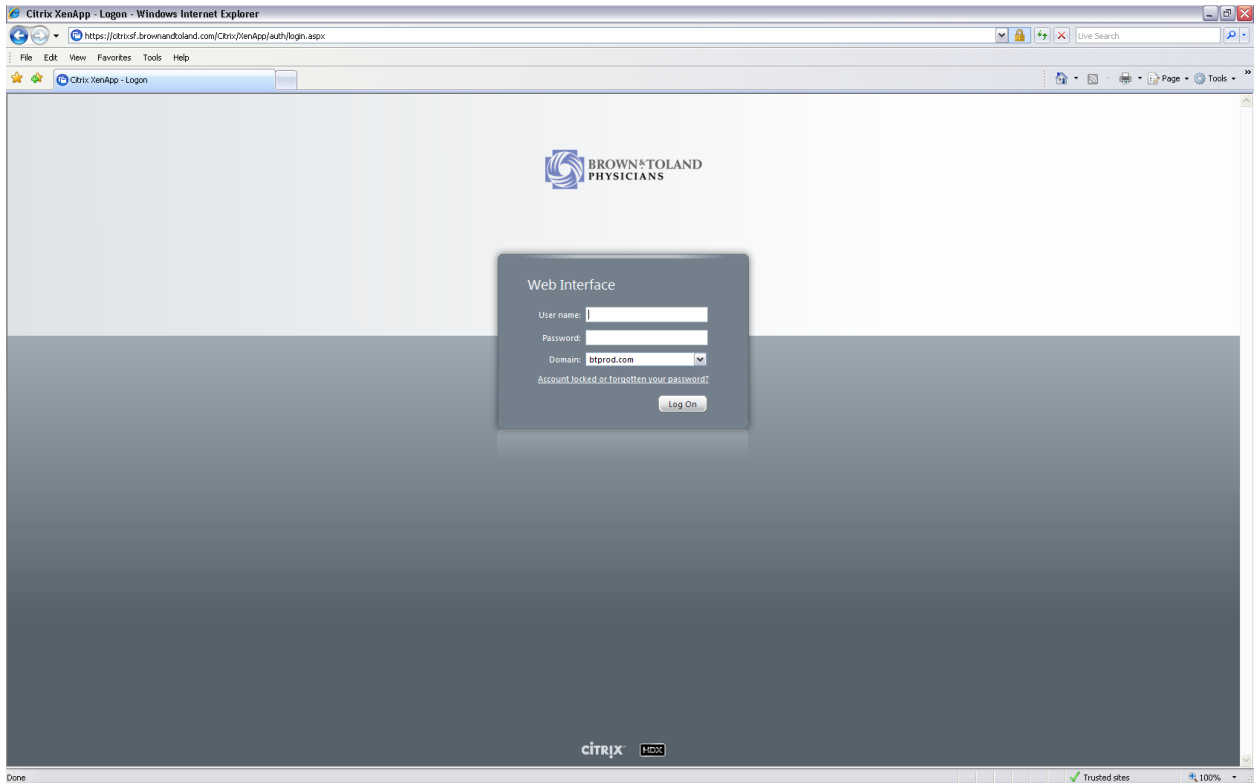 Citrix XenApp - Logon - Windows Internet Explorer
https://citrixsf.brownandtoland.com/Citrix/XenApp/auth/login.aspx
Live Search
File Edit View Favorites Tools Help
Citrix XenApp - Logon
Page Tools »
BROWN & TOLAND
PHYSICIANS
Web Interface
User name:
Password:
Domain: btprod.com
Account locked or forgotten your password?
Log On
CITRIX HDX
Done Trusted sites 100%